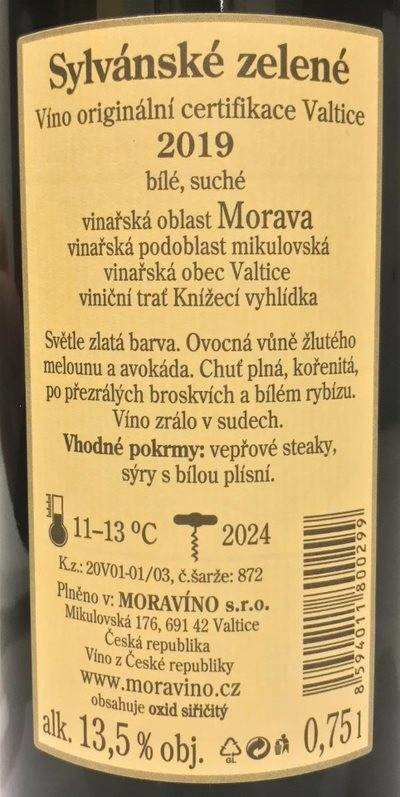 Sylvánské zelené
Víno originální certifikace Valtice
2019
bílé, suché
vinařská oblast Morava
vinařská podoblast mikulovská
vinařská obec Valtice
viniční trať Knížecí vyhlídka
Světle zlatá barva. Ovocná vůně žlutého
melounu a avokáda. Chuť plná, kořenitá,
po přezrálých broskvích a bílém rybízu.
Víno zrálo v sudech.
Vhodné pokrmy: vepřové steaky,
sýry s bílou plísní.
11–13 °C 2024
K.z.: 20V01-01/03, č.šarže: 872
Plněno v: MORAVÍNO s.r.o.
Mikulovská 176, 691 42 Valtice
Česká republika
Víno z České republiky
www.moravino.cz
obsahuje oxid siřičitý
alk. 13,5 % obj. GL 0,75 l
8 594011 800299